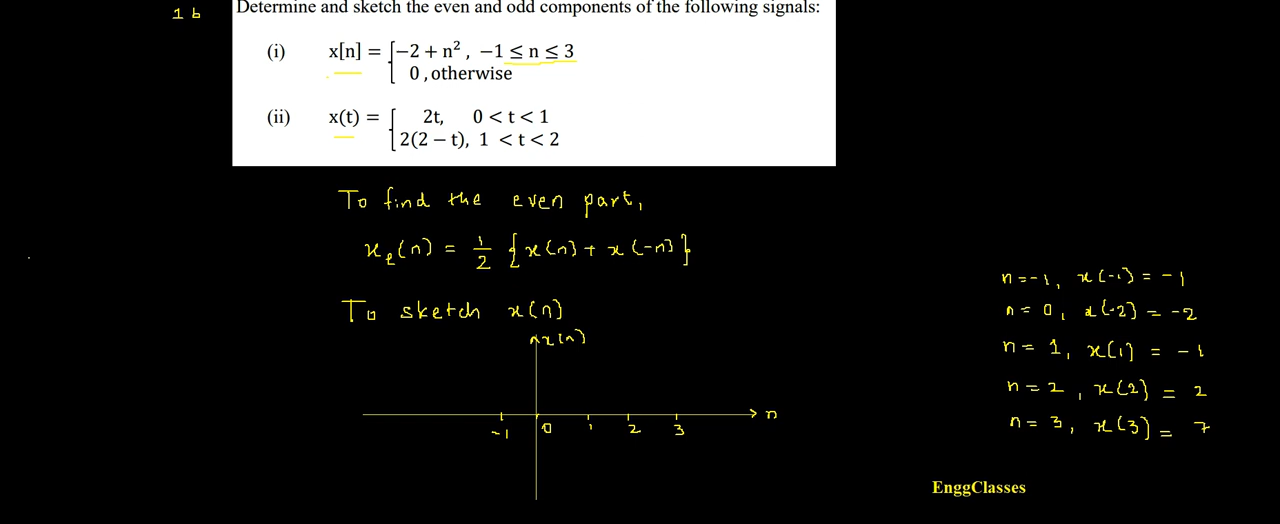 1 b
Determine and sketch the even and odd components of the following signals:
(i) x[n] = {−2 + n², −1 ≤ n ≤ 3
0, otherwise
(ii) x(t) = { 2t, 0 < t < 1
2(2 − t), 1 < t < 2
To find the even part,
xe(n) = 1/2 {x(n) + x(-n)}
To sketch x(n)
x(n)
n
-1 0 1 2 3
n=-1, x(-1) = -1
n = 0, x(-2) = -2
n = 1, x(1) = -1
n = 2, x(2) = 2
n = 3, x(3) = 7
EnggClasses